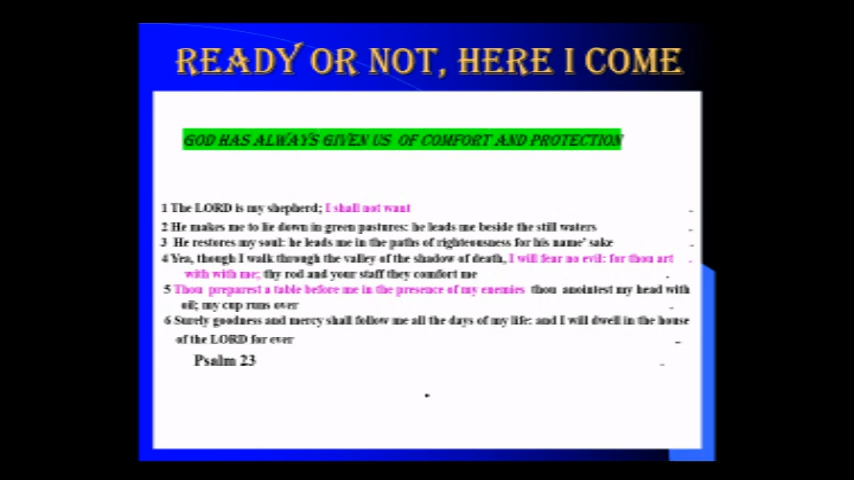 READY OR NOT, HERE I COME
GOD HAS ALWAYS GIVEN US OF COMFORT AND PROTECTION
1 The LORD is my shepherd; I shall not want
2 He makes me to lie down in green pastures: he leads me beside the still waters
3 He restores my soul: he leads me in the paths of righteousness for his name' sake
4 Yea, though I walk through the valley of the shadow of death, I will fear no evil: for thou art
with with me; thy rod and your staff they comfort me
5 Thou preparest a table before me in the presence of my enemies thou anointest my head with
oil; my cup runs over
6 Surely goodness and mercy shall follow me all the days of my life: and I will dwell in the house
of the LORD for ever
Psalm 23